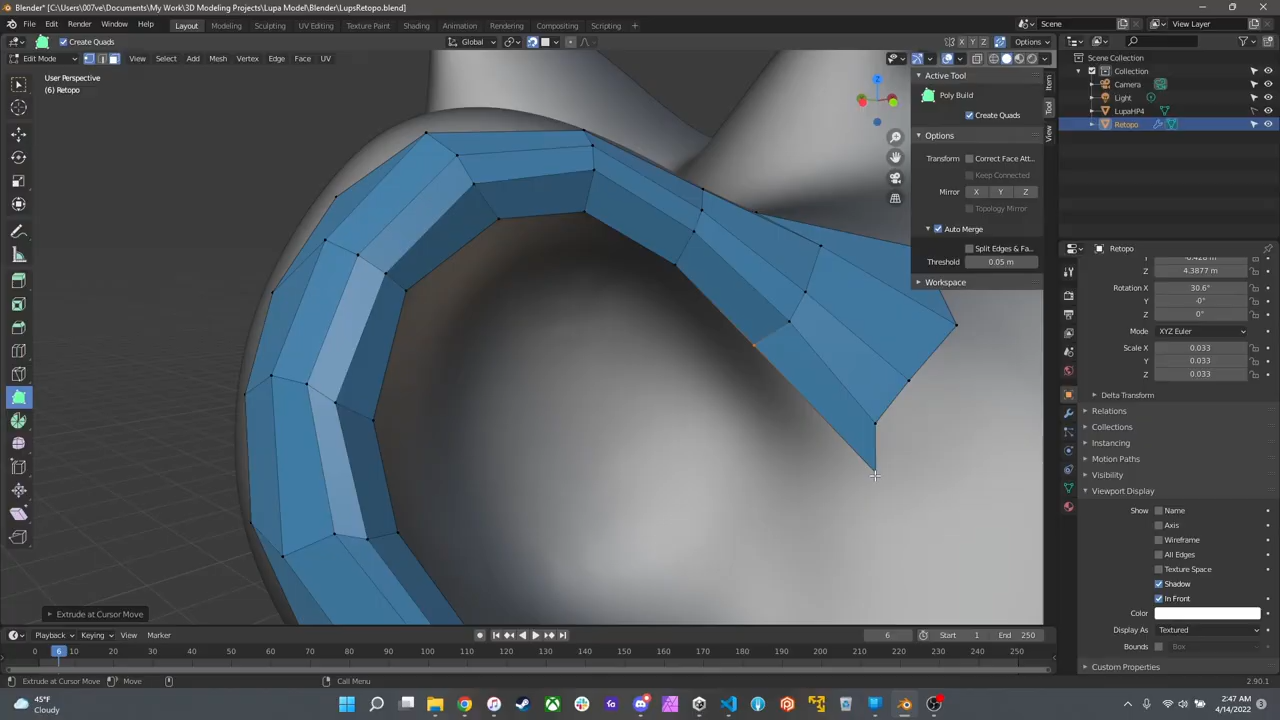 Blender* [C:\Users\007ve\Documents\My Work\3D Modeling Projects\Lupa Model\Blender\LupsRetopo.blend]
File Edit Render Window Help Layout Modeling Sculpting UV Editing Texture Paint Shading Animation Rendering Compositing Scripting + Scene View Layer
Create Quads Global X Y Z Options
Edit Mode View Select Add Mesh Vertex Edge Face UV
Scene Collection
Collection
Camera
Light
LupaHP4
Retopo
User Perspective
(6) Retopo
Active Tool
Poly Build
Create Quads
Options
Transform Correct Face Att...
Keep Connected
Mirror X Y Z
Topology Mirror
Auto Merge
Split Edges & Fa...
Threshold 0.05 m
Workspace
Item
Tool
View
Retopo
Y -0.428 m
Z 4.3877 m
Rotation X 30.6°
Y -0°
Z 0°
Mode XYZ Euler
Scale X 0.033
Y 0.033
Z 0.033
Delta Transform
Relations
Collections
Instancing
Motion Paths
Visibility
Viewport Display
Show Name
Axis
Wireframe
All Edges
Texture Space
Shadow
In Front
Color
Display As Textured
Bounds Box
Custom Properties
Extrude at Cursor Move
Playback Keying View Marker 6 Start 1 End 250
0 6 10 20 30 40 50 60 70 80 90 100 110 120 130 140 150 160 170 180 190 200 210 220 230 240 250
Extrude at Cursor Move Move Call Menu 2.90.1
45°F
Cloudy
2:47 AM
4/14/2022